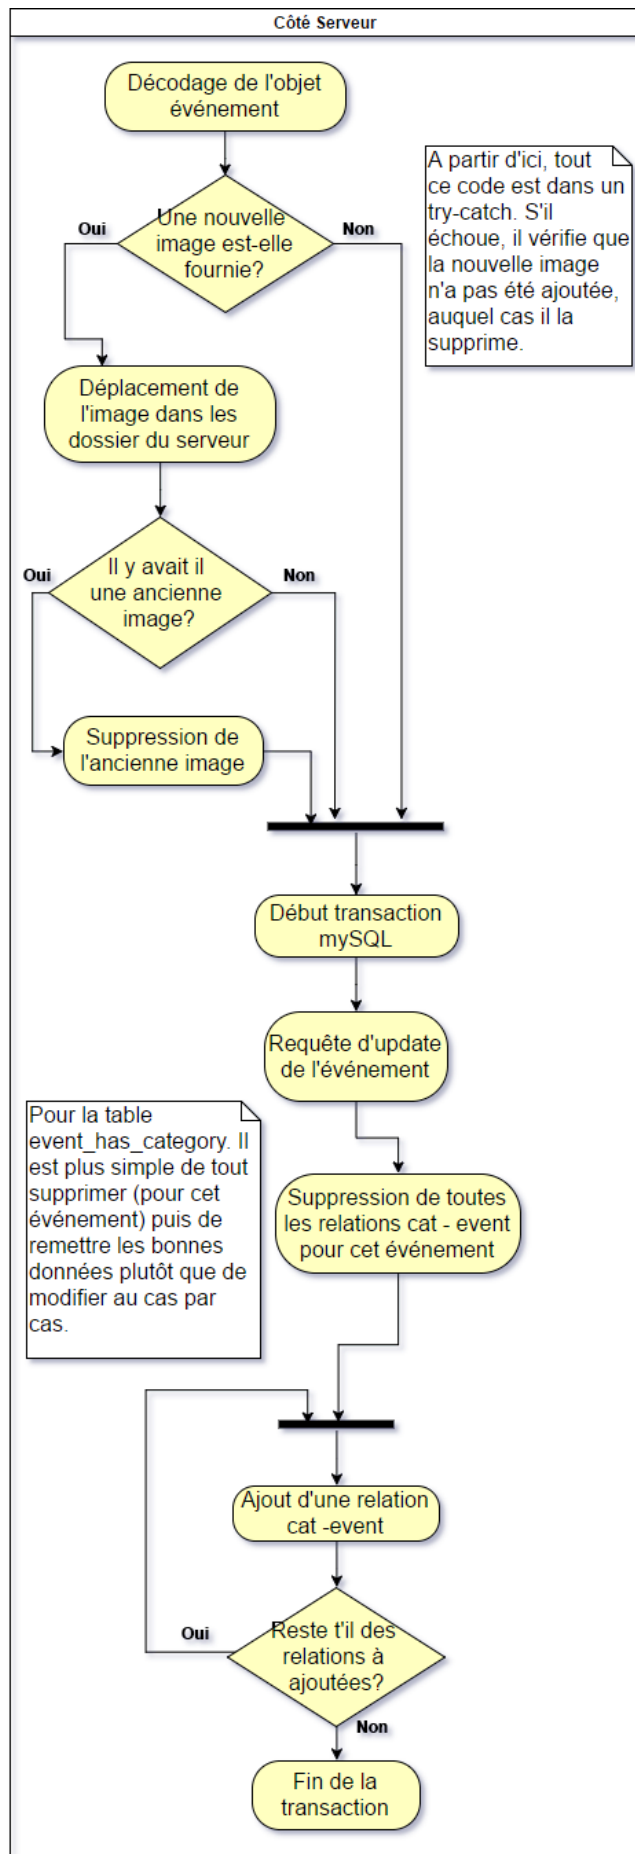 Côté Serveur
Décodage de l'objet
événement
A partir d'ici, tout
ce code est dans un
try-catch. S'il
échoue, il vérifie que
la nouvelle image
n'a pas été ajoutée,
auquel cas il la
supprime.
Une nouvelle
image est-elle
fournie?
Oui
Non
Déplacement de
l'image dans les
dossier du serveur
Il y avait il
une ancienne
image?
Oui
Non
Suppression de
l'ancienne image
Début transaction
mySQL
Requête d'update
de l'événement
Pour la table
event_has_category. Il
est plus simple de tout
supprimer (pour cet
événement) puis de
remettre les bonnes
données plutôt que de
modifier au cas par
cas.
Suppression de toutes
les relations cat - event
pour cet événement
Ajout d'une relation
cat -event
Reste t'il des
relations à
ajoutées?
Oui
Non
Fin de la
transaction